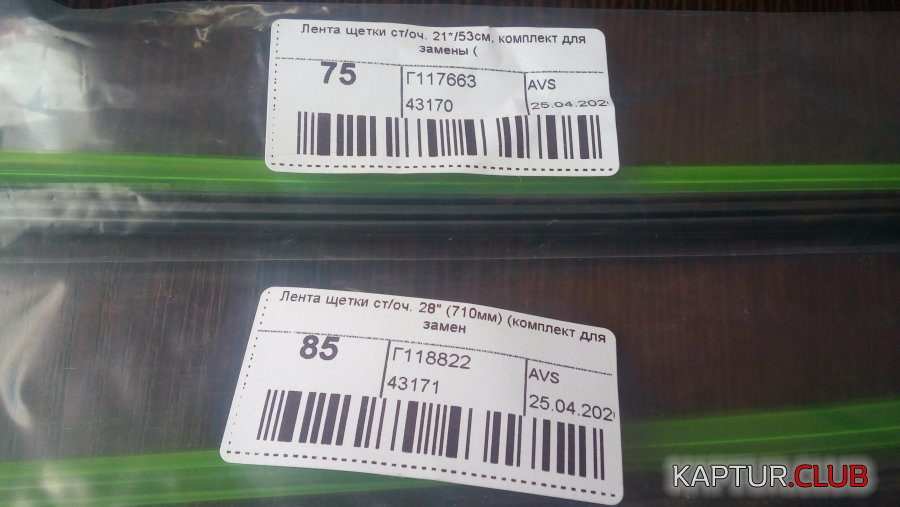 Лента щетки ст/оч. 21*/53см, комплект для
замены (
75
Г117663
43170
AVS
25.04.202
Лента щетки ст/оч. 28" (710мм) (комплект для
замен
85
Г118822
43171
AVS
25.04.202
KAPTUR.CLUB